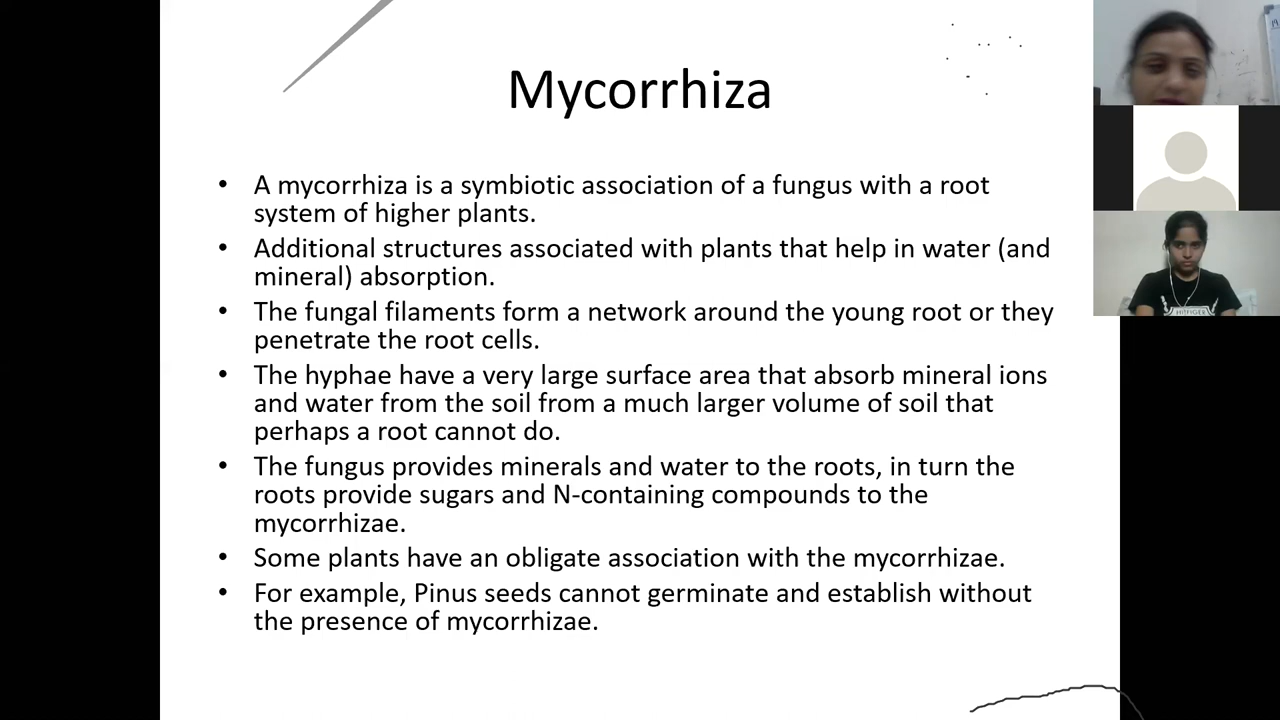 Mycorrhiza
• A mycorrhiza is a symbiotic association of a fungus with a root
system of higher plants.
• Additional structures associated with plants that help in water (and
mineral) absorption.
• The fungal filaments form a network around the young root or they
penetrate the root cells.
• The hyphae have a very large surface area that absorb mineral ions
and water from the soil from a much larger volume of soil that
perhaps a root cannot do.
• The fungus provides minerals and water to the roots, in turn the
roots provide sugars and N-containing compounds to the
mycorrhizae.
• Some plants have an obligate association with the mycorrhizae.
• For example, Pinus seeds cannot germinate and establish without
the presence of mycorrhizae.